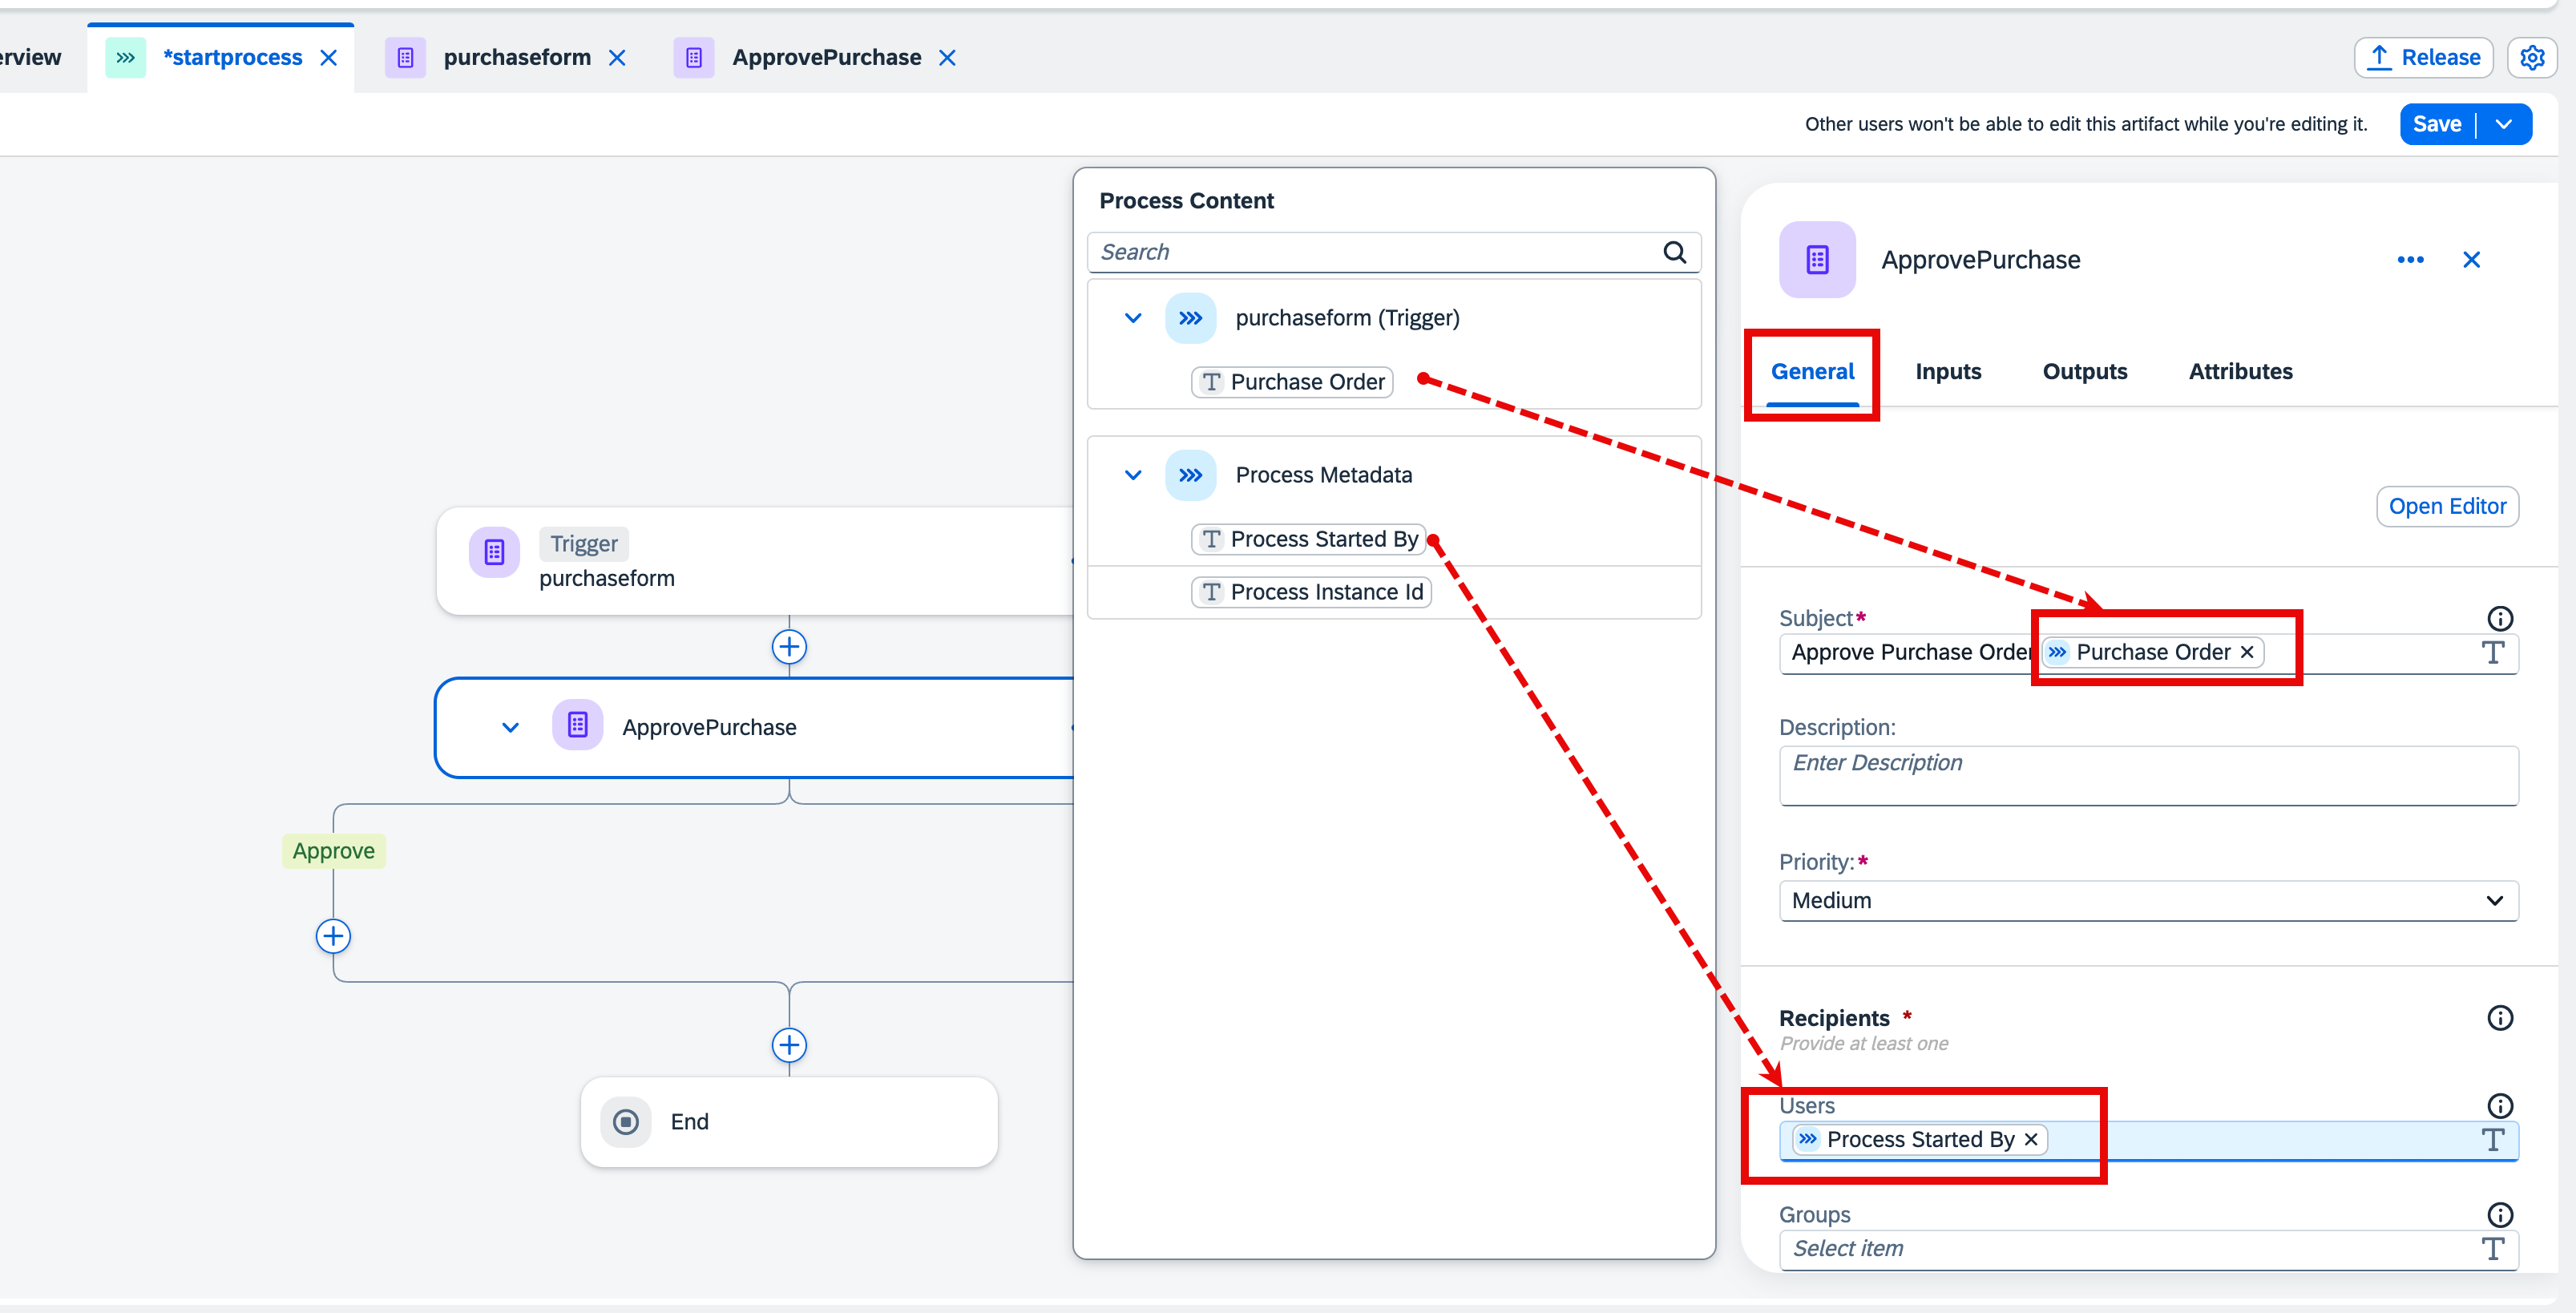 erview
*startprocess
purchaseform
ApprovePurchase
Release
Other users won't be able to edit this artifact while you're editing it.
Save
Trigger
purchaseform
ApprovePurchase
Approve
End
Process Content
Search
purchaseform (Trigger)
Purchase Order
Process Metadata
Process Started By
Process Instance Id
ApprovePurchase
General Inputs Outputs Attributes
Open Editor
Subject*
Approve Purchase Order Purchase Order
Description:
Enter Description
Priority:*
Medium
Recipients *
Provide at least one
Users
Process Started By
Groups
Select item